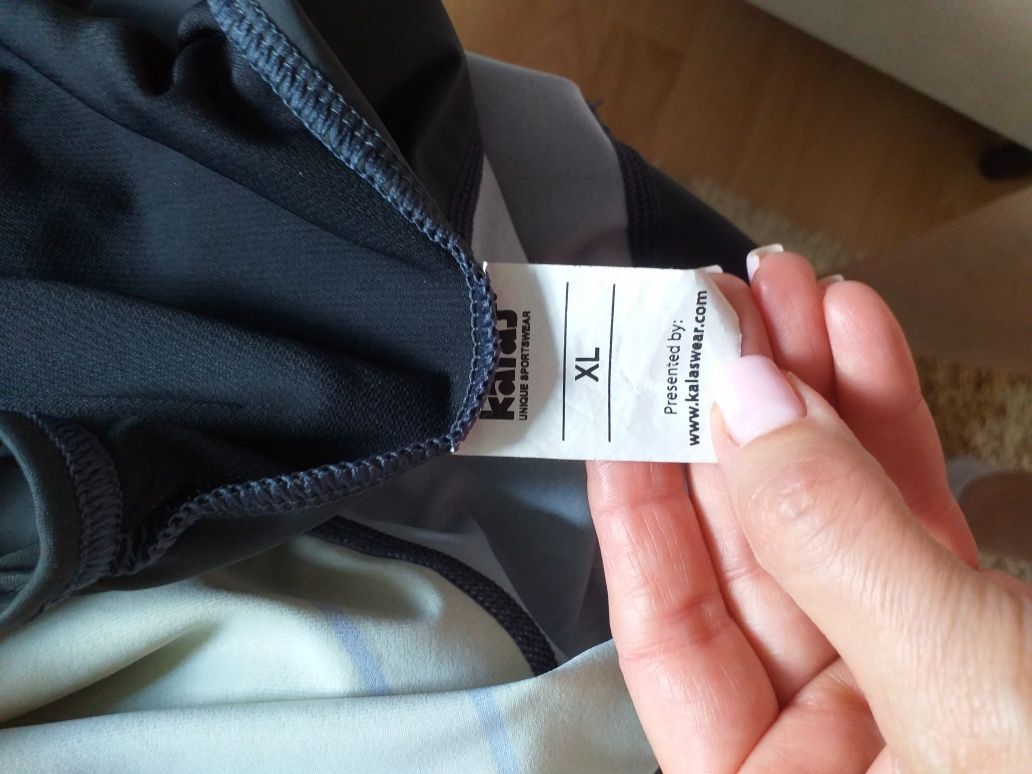 kalas
UNIQUE SPORTSWEAR
XL
Presented by:
www.kalaswear.com